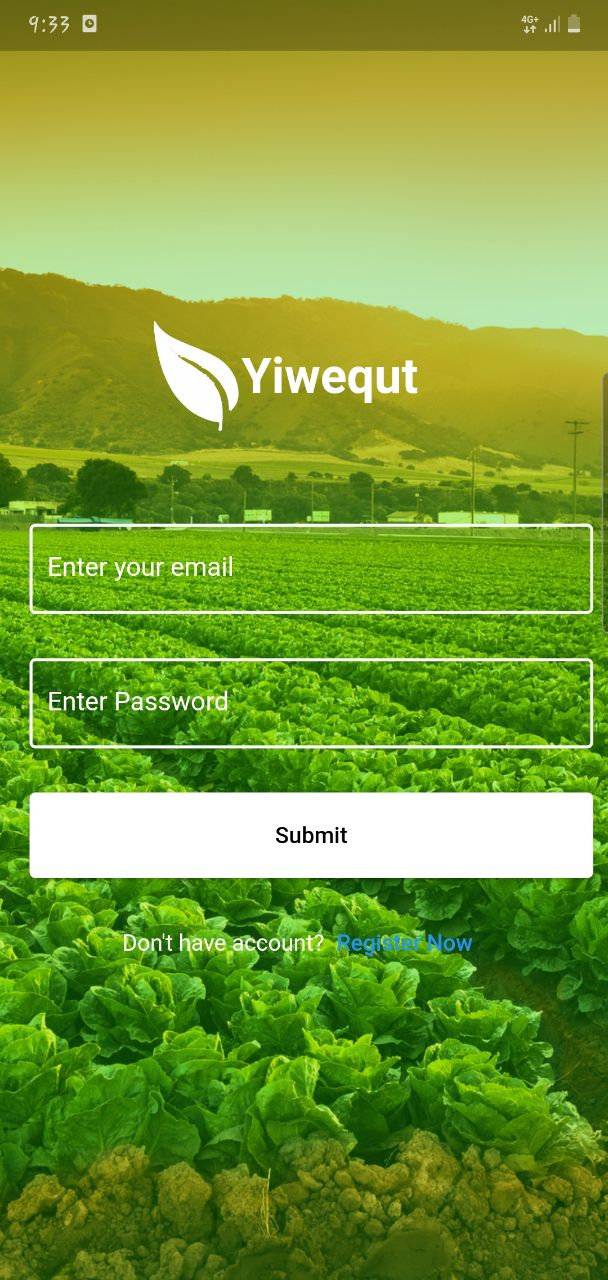 9:33
4G+
Yiwequt
Enter your email
Enter Password
Submit
Don't have account? Register Now